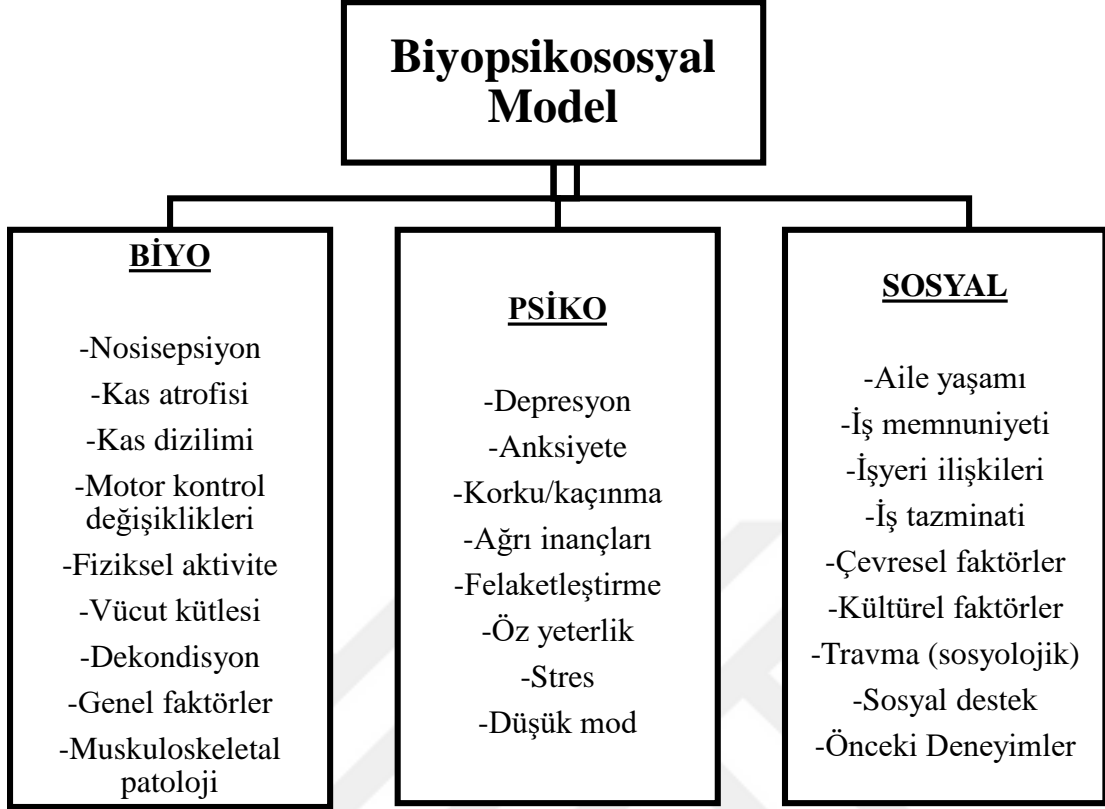 Biyopsikososyal
Model
BİYO
-Nosisepsiyon
-Kas atrofisi
-Kas dizilimi
-Motor kontrol
değişiklikleri
-Fiziksel aktivite
-Vücut kütlesi
-Dekondisyon
-Genel faktörler
-Muskuloskeletal
patoloji
PSİKO
-Depresyon
-Anksiyete
-Korku/kaçınma
-Ağrı inançları
-Felaketleştirme
-Öz yeterlik
-Stres
-Düşük mod
SOSYAL
-Aile yaşamı
-İş memnuniyeti
-İşyeri ilişkileri
-İş tazminati
-Çevresel faktörler
-Kültürel faktörler
-Travma (sosyolojik)
-Sosyal destek
-Önceki Deneyimler